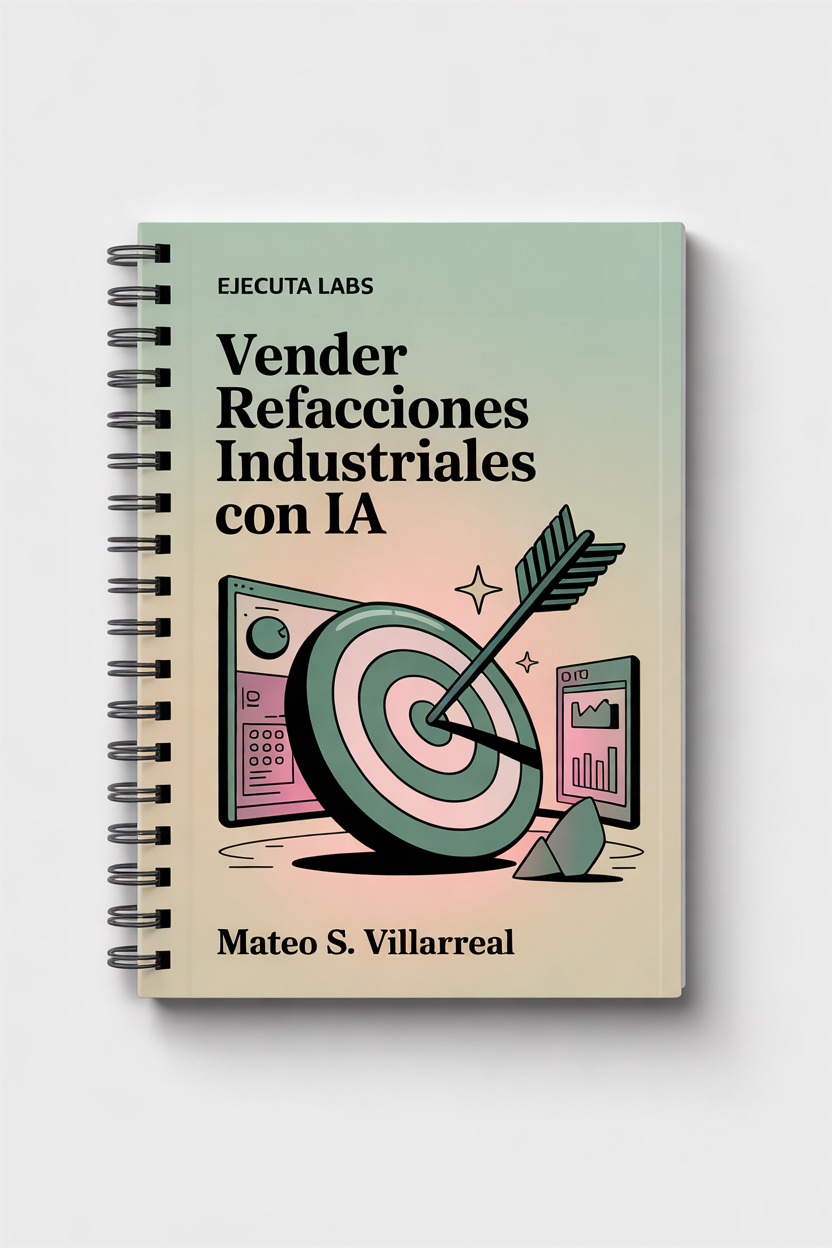 EJECUTA LABS
Vender
Refacciones
Industriales
con IA
Mateo S. Villarreal